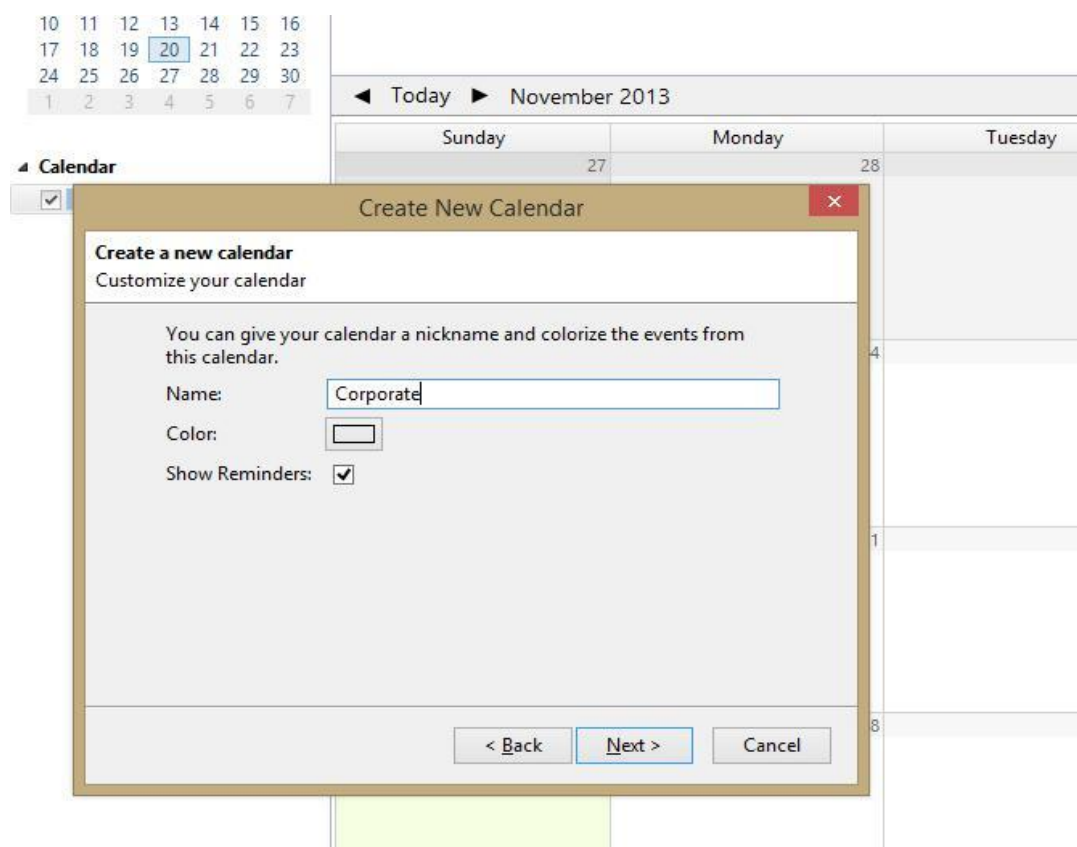 10 11 12 13 14 15 16
17 18 19 20 21 22 23
24 25 26 27 28 29 30
1 2 3 4 5 6 7
Calendar
◄ Today ► November 2013
Sunday Monday Tuesday
27 28
Create New Calendar
Create a new calendar
Customize your calendar
You can give your calendar a nickname and colorize the events from
this calendar.
4
Name: Corporate
Color:
Show Reminders:
1
8
< Back Next > Cancel